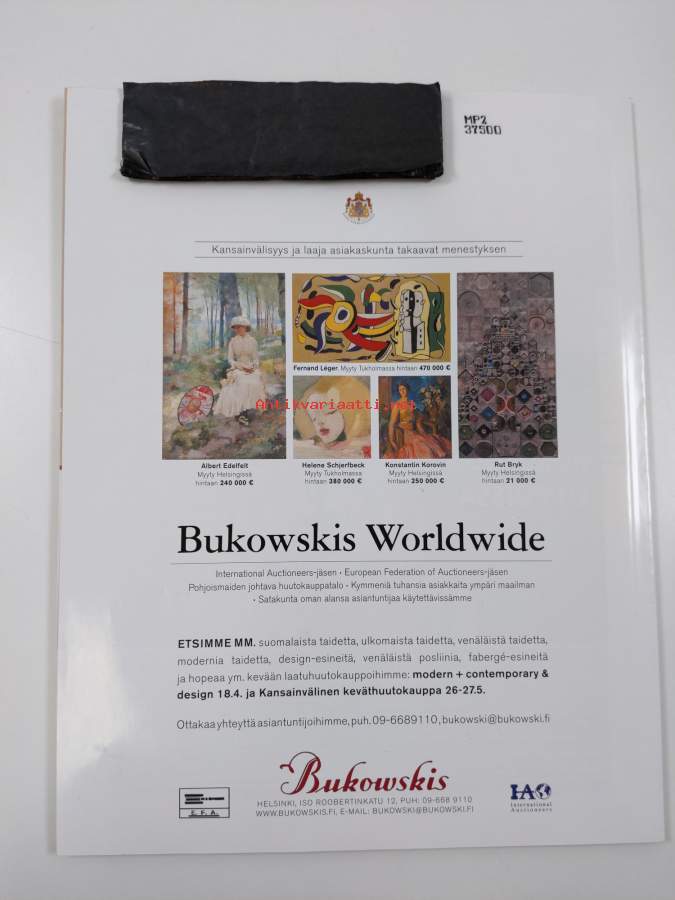 MP2
37500
Kansainvälisyys ja laaja asiakaskunta takaavat menestyksen
Fernand Léger. Myyty Tukholmassa hintaan 470 000 €
Antikvariaatti.net
Albert Edelfelt
Myyty Helsingissä
hintaan 240 000 €
Helene Schjerfbeck
Myyty Tukholmassa
hintaan 380 000 €
Konstantin Korovin
Myyty Helsingissä
hintaan 250 000 €
Rut Bryk
Myyty Helsingissä
hintaan 21 000 €
Bukowskis Worldwide
International Auctioneers-jäsen • European Federation of Auctioneers-jäsen
Pohjoismaiden johtava huutokauppatalo • Kymmeniä tuhansia asiakkaita ympäri maailman
• Satakunta oman alansa asiantuntijaa käytettävissämme
ETSIMME MM. suomalaista taidetta, ulkomaista taidetta, venäläistä taidetta,
modernia taidetta, design-esineitä, venäläistä posliinia, fabergé-esineitä
ja hopeaa ym. kevään laatuhuutokauppoihimme: modern + contemporary &
design 18.4. ja Kansainvälinen keväthuutokauppa 26-27.5.
Ottakaa yhteyttä asiantuntijoihimme, puh. 09-6689110, bukowski@bukowski.fi
Bukowskis
HELSINKI, ISO ROOBERTINKATU 12, PUH: 09-668 9110
WWW.BUKOWSKIS.FI, E-MAIL: BUKOWSKI@BUKOWSKI.FI
E. F. A.
IA
International
Auctioneers